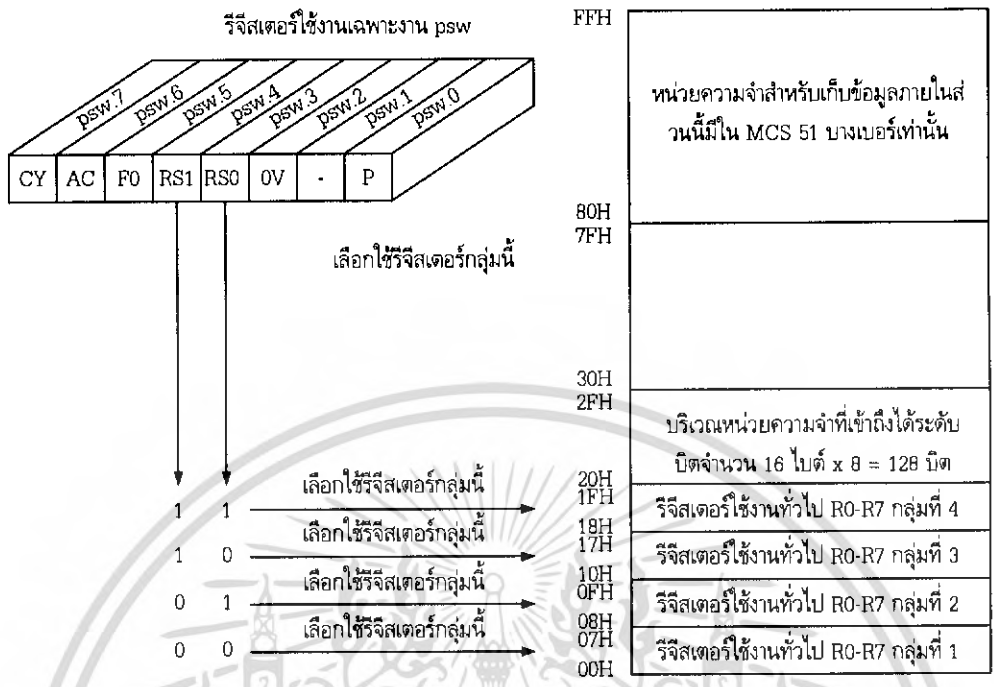 รีจีสเตอร์ใช้งานเฉพาะงาน psw
psw.7
psw.6
psw.5
psw.4
psw.3
psw.2
psw.1
psw.0
CY AC F0 RS1 RS0 0V - P
เลือกใช้รีจีสเตอร์กลุ่มนี้
1 1 เลือกใช้รีจีสเตอร์กลุ่มนี้
1 0 เลือกใช้รีจีสเตอร์กลุ่มนี้
0 1 เลือกใช้รีจีสเตอร์กลุ่มนี้
0 0 เลือกใช้รีจีสเตอร์กลุ่มนี้
FFH
หน่วยความจำสำหรับเก็บข้อมูลภายในส่
วนนี้มีใน MCS 51 บางเบอร์เท่านั้น
80H
7FH
30H
2FH
บริเวณหน่วยความจำที่เข้าถึงได้ระดับ
บิตจำนวน 16 ไบต์ x 8 = 128 บิต
20H
1FH
รีจีสเตอร์ใช้งานทั่วไป R0-R7 กลุ่มที่ 4
18H
17H
รีจีสเตอร์ใช้งานทั่วไป R0-R7 กลุ่มที่ 3
10H
0FH
รีจีสเตอร์ใช้งานทั่วไป R0-R7 กลุ่มที่ 2
08H
07H
รีจีสเตอร์ใช้งานทั่วไป R0-R7 กลุ่มที่ 1
00H